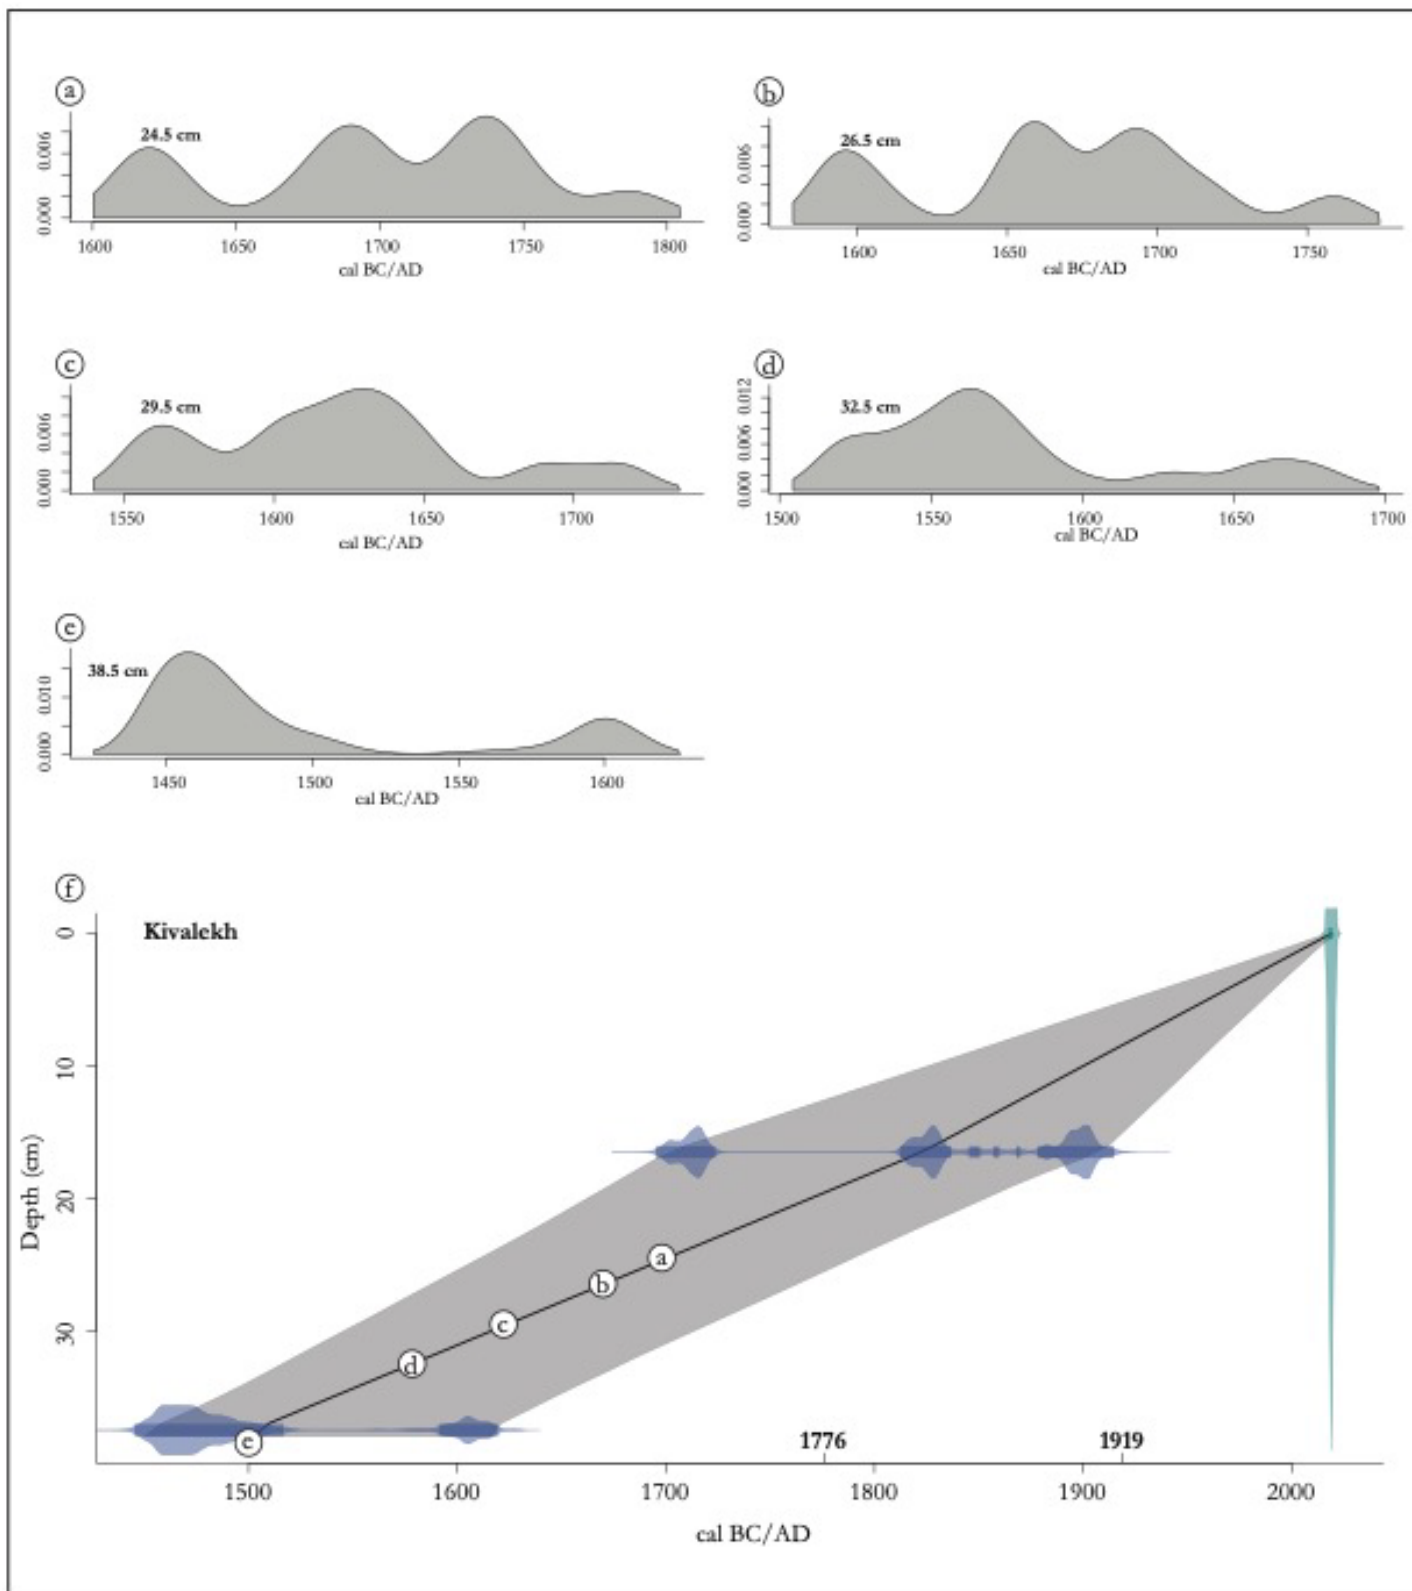 a
24.5 cm
0.006
0.000
1600 1650 1700 1750 1800
cal BC/AD
b
26.5 cm
0.006
0.000
1600 1650 1700 1750
cal BC/AD
c
29.5 cm
0.006
0.000
1550 1600 1650 1700
cal BC/AD
d
32.5 cm
0.012
0.006
0.000
1500 1550 1600 1650 1700
cal BC/AD
e
38.5 cm
0.010
0.000
1450 1500 1550 1600
cal BC/AD
f
Kivalekh
0
10
20
30
Depth (cm)
a
b
c
d
e
1776 1919
1500 1600 1700 1800 1900 2000
cal BC/AD